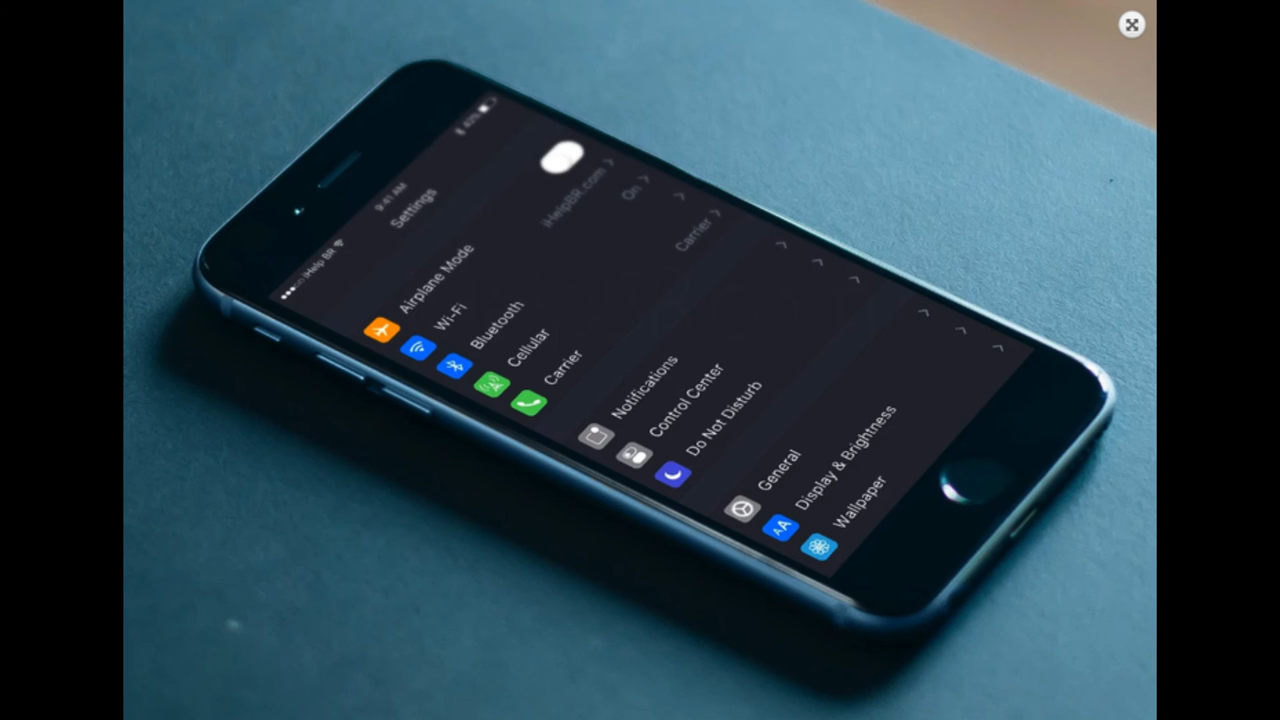 iHelp BR 9:41 AM 42%
Settings
Airplane Mode
Wi-Fi iHelpBR.com
Bluetooth On
Cellular
Carrier Carrier
Notifications
Control Center
Do Not Disturb
General
Display & Brightness
Wallpaper